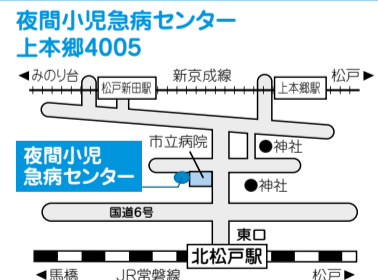 夜間小児急病センター
上本郷4005
◀みのり台
新京成線
松戸▶
松戸新田駅
上本郷駅
市立病院
●神社
夜間小児
急病センター
●神社
国道6号
東口
北松戸駅
◀馬橋
JR常磐線
松戸▶